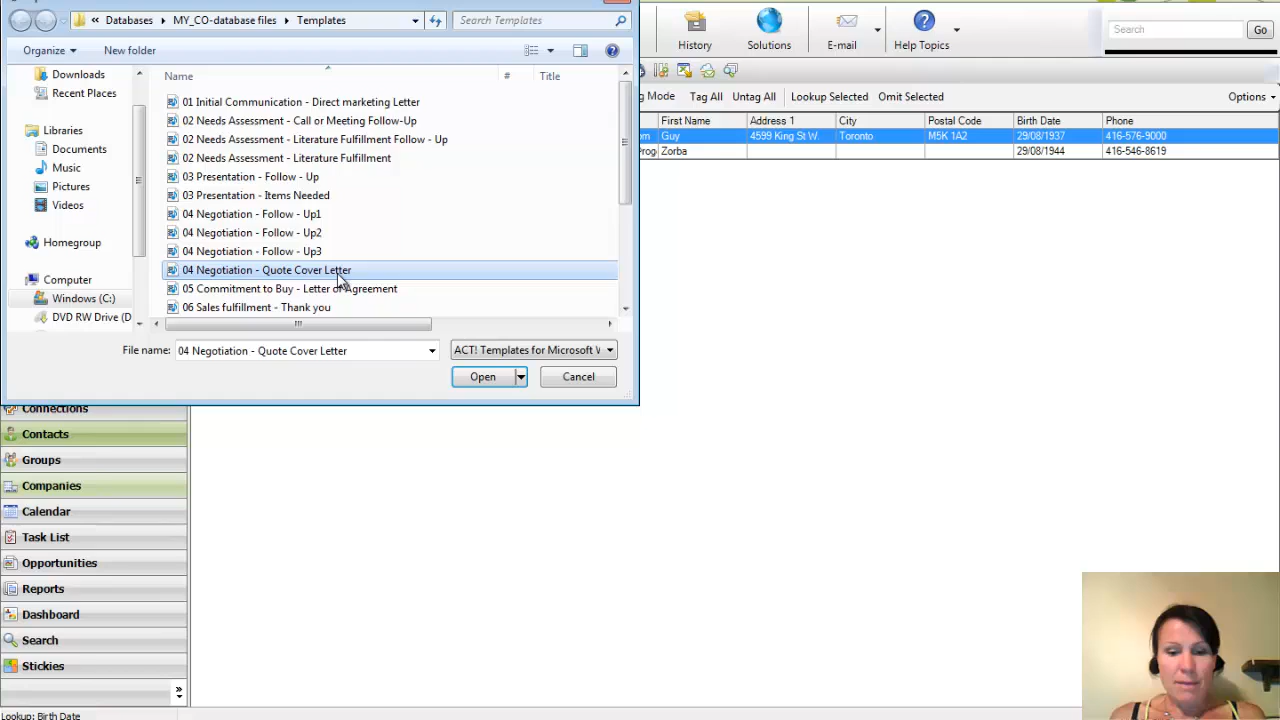 Databases MY_CO-database files Templates Search Templates
Organize New folder
Downloads
Recent Places
Libraries
Documents
Music
Pictures
Videos
Homegroup
Computer
Windows (C:)
DVD RW Drive (D
Name # Title
01 Initial Communication - Direct marketing Letter
02 Needs Assessment - Call or Meeting Follow-Up
02 Needs Assessment - Literature Fulfillment Follow - Up
02 Needs Assessment - Literature Fulfillment
03 Presentation - Follow - Up
03 Presentation - Items Needed
04 Negotiation - Follow - Up1
04 Negotiation - Follow - Up2
04 Negotiation - Follow - Up3
04 Negotiation - Quote Cover Letter
05 Commitment to Buy - Letter of Agreement
06 Sales fulfillment - Thank you
File name: 04 Negotiation - Quote Cover Letter ACT! Templates for Microsoft
Open Cancel
History Solutions E-mail Help Topics Search Go
Mode Tag All Untag All Lookup Selected Omit Selected Options
First Name Address 1 City Postal Code Birth Date Phone
Guy 4599 King St W. Toronto M5K 1A2 29/08/1937 416-576-9000
Zorba 29/08/1944 416-546-8619
Connections
Contacts
Groups
Companies
Calendar
Task List
Opportunities
Reports
Dashboard
Search
Stickies
Lookup: Birth Date